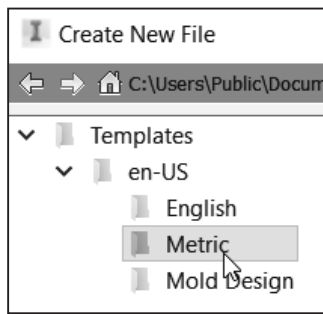 Create New File
C:\Users\Public\Docum
Templates
en-US
English
Metric
Mold Design